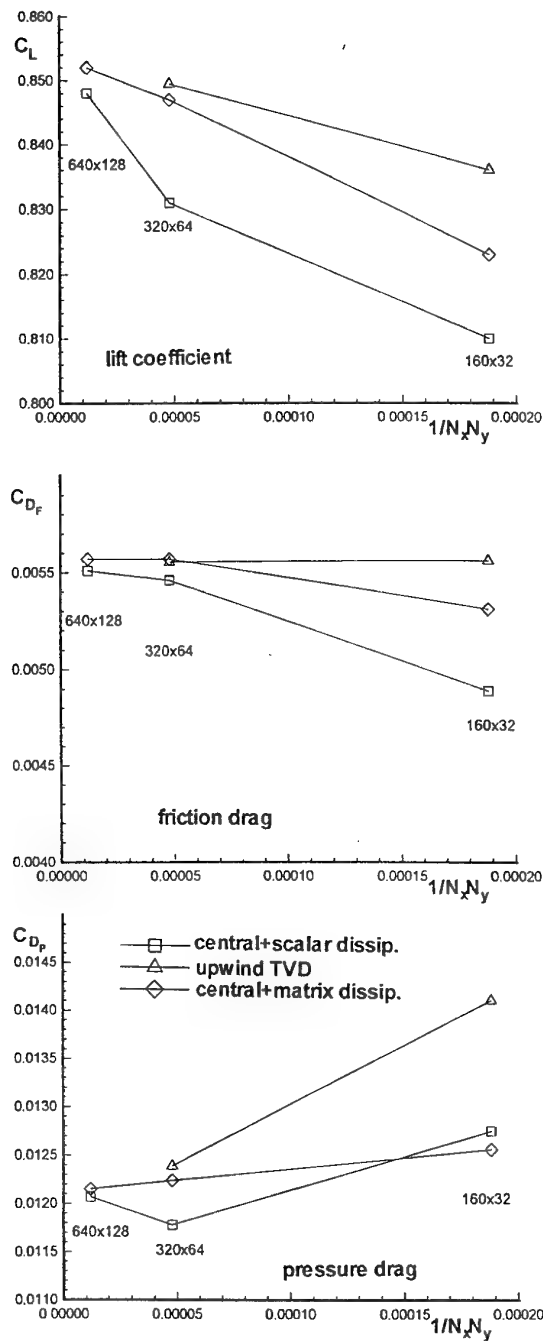 0.860
C_L
0.850
640x128
0.840
0.830
320x64
0.820
0.810
lift coefficient
160x32
0.800
0.00000 0.00005 0.00010 0.00015 0.00020
1/N_xN_y
C_{D_F}
0.0055
640x128
320x64
0.0050
160x32
0.0045
friction drag
0.0040
0.00000 0.00005 0.00010 0.00015 0.00020
1/N_xN_y
C_{D_P}
central+scalar dissip.
0.0145
upwind TVD
central+matrix dissip.
0.0140
0.0135
0.0130
0.0125
0.0120
160x32
640x128
0.0115
320x64
pressure drag
0.0110
0.00000 0.00005 0.00010 0.00015 0.00020
1/N_xN_y